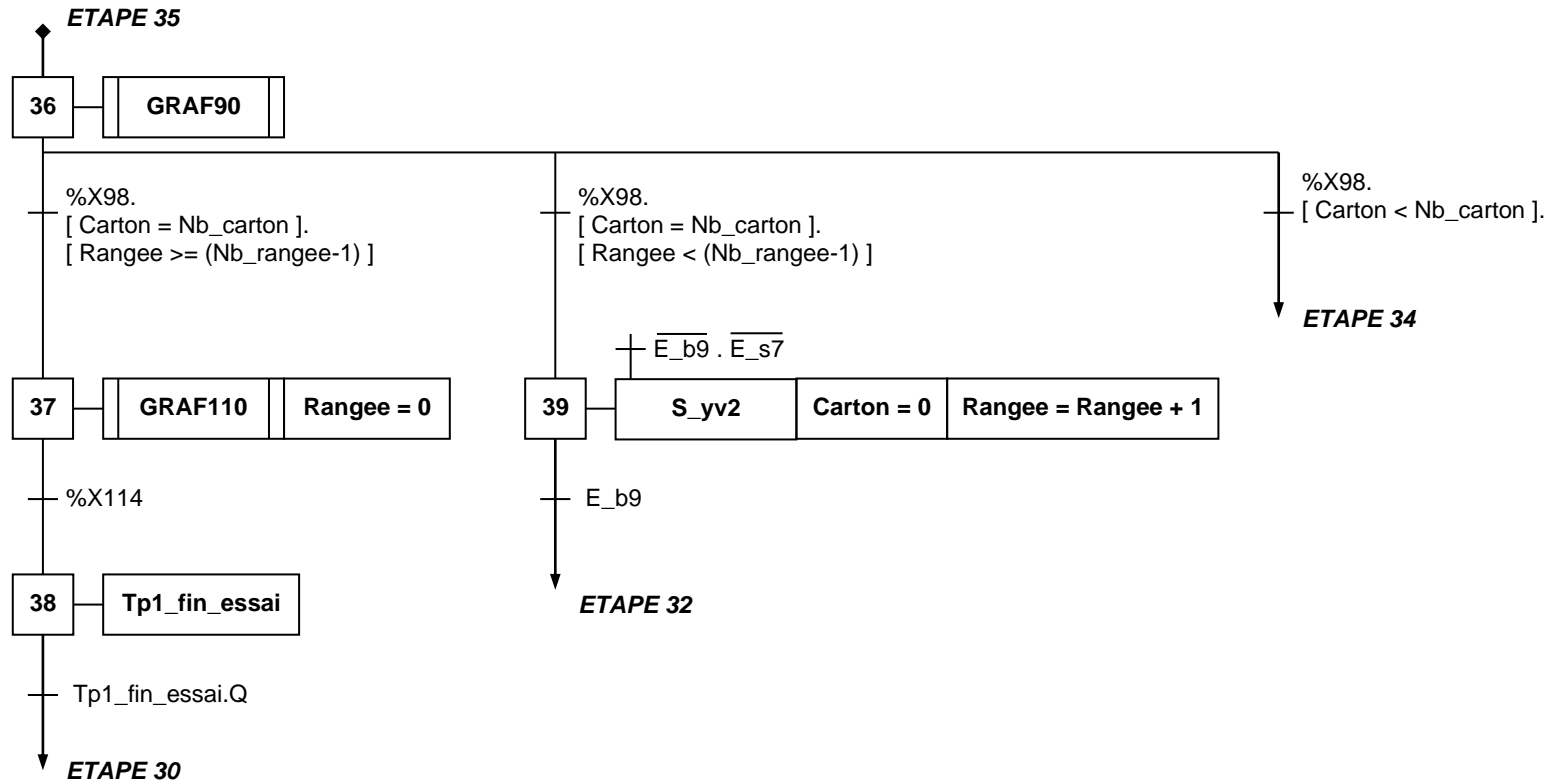 ETAPE 35
36
GRAF90
%X98.
[ Carton = Nb_carton ].
[ Rangee >= (Nb_rangee-1) ]
%X98.
[ Carton = Nb_carton ].
[ Rangee < (Nb_rangee-1) ]
%X98.
[ Carton < Nb_carton ].
ETAPE 34
E_b9 . E_s7
37
GRAF110
Rangee = 0
39
S_yv2
Carton = 0
Rangee = Rangee + 1
%X114
E_b9
38
Tp1_fin_essai
ETAPE 32
Tp1_fin_essai.Q
ETAPE 30